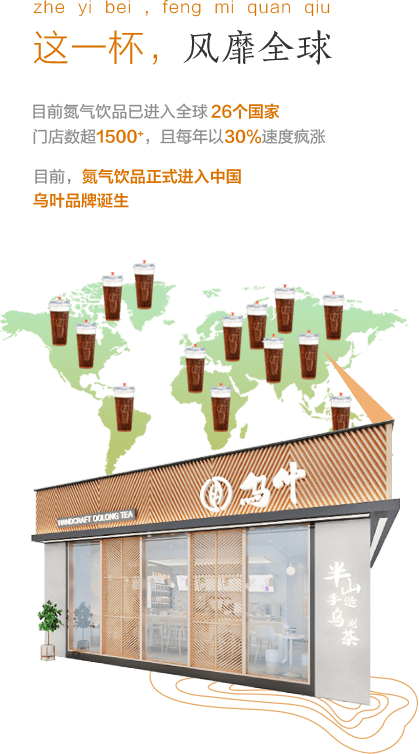 zhe yi bei , feng mi quan qiu
这一杯，风靡全球
目前氮气饮品已进入全球26个国家
门店数超1500+，且每年以30%速度疯涨
目前，氮气饮品正式进入中国
乌叶品牌诞生
乌叶
HANDCRAFT OOLONG TEA
半山遊
手乌龙茶